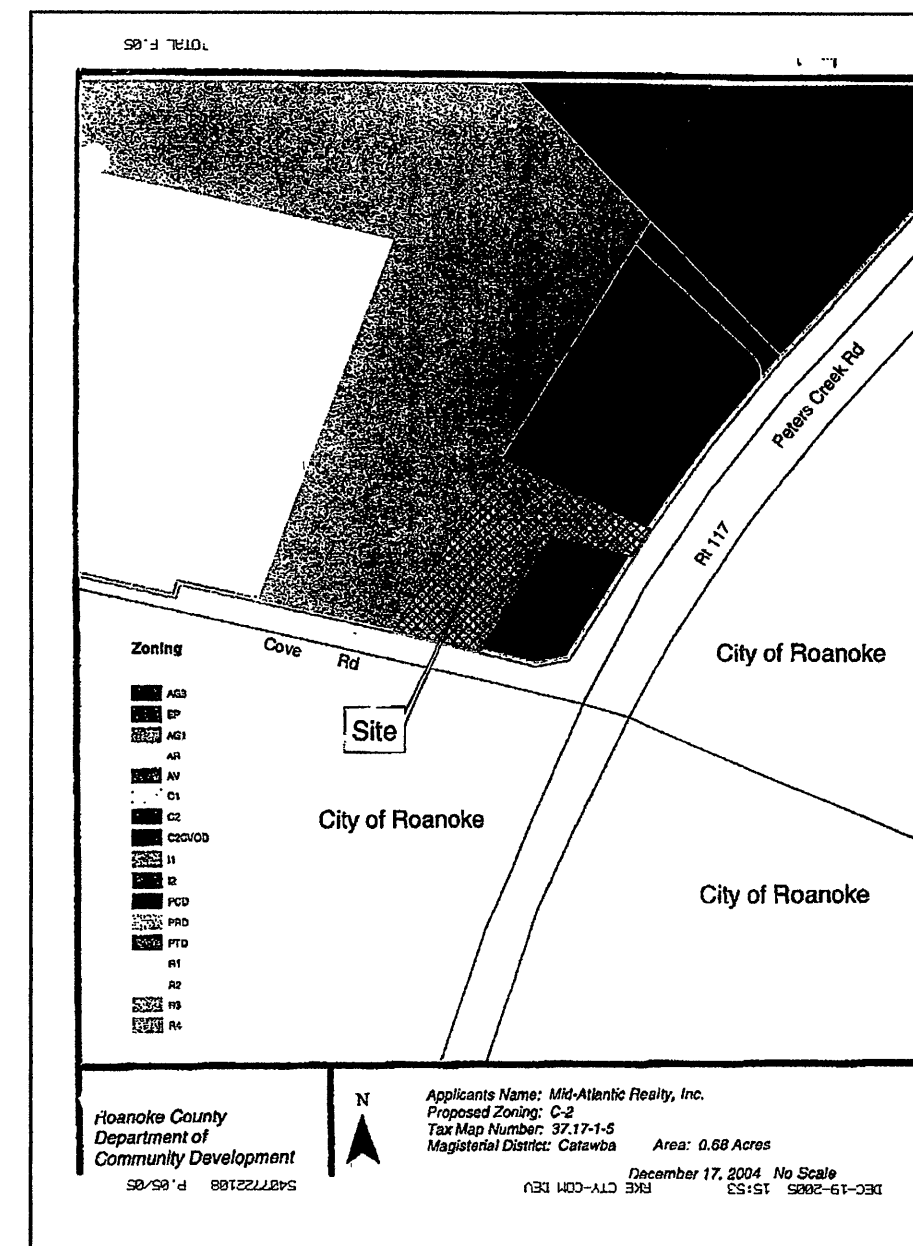 TOTAL P.05
Peters Creek Rd
Rt 117
Zoning
Cove Rd
City of Roanoke
AG3
EP
AG1
AR
AV
C1
C2
C2GVOD
I1
I2
PCD
PRD
PTD
R1
R2
R3
R4
Site
City of Roanoke
City of Roanoke
Roanoke County
Department of
Community Development
N
Applicants Name: Mid-Atlantic Realty, Inc.
Proposed Zoning: C-2
Tax Map Number: 37.17-1-5
Magisterial District: Catawba Area: 0.68 Acres
December 17, 2004 No Scale
DEC-19-2005 15:53 RKE CTY-COM DEV 5407722108 P.05/05